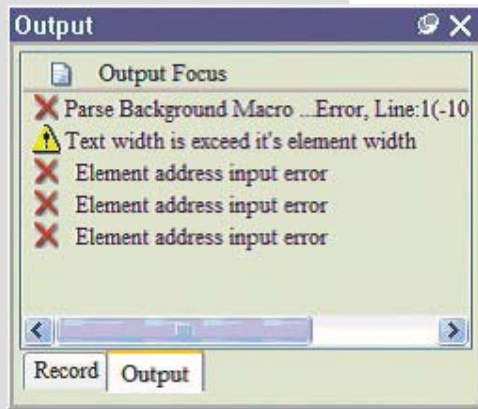 Output
Output Focus
Parse Background Macro ...Error, Line:1(-10
Text width is exceed it's element width
Element address input error
Element address input error
Element address input error
Record Output